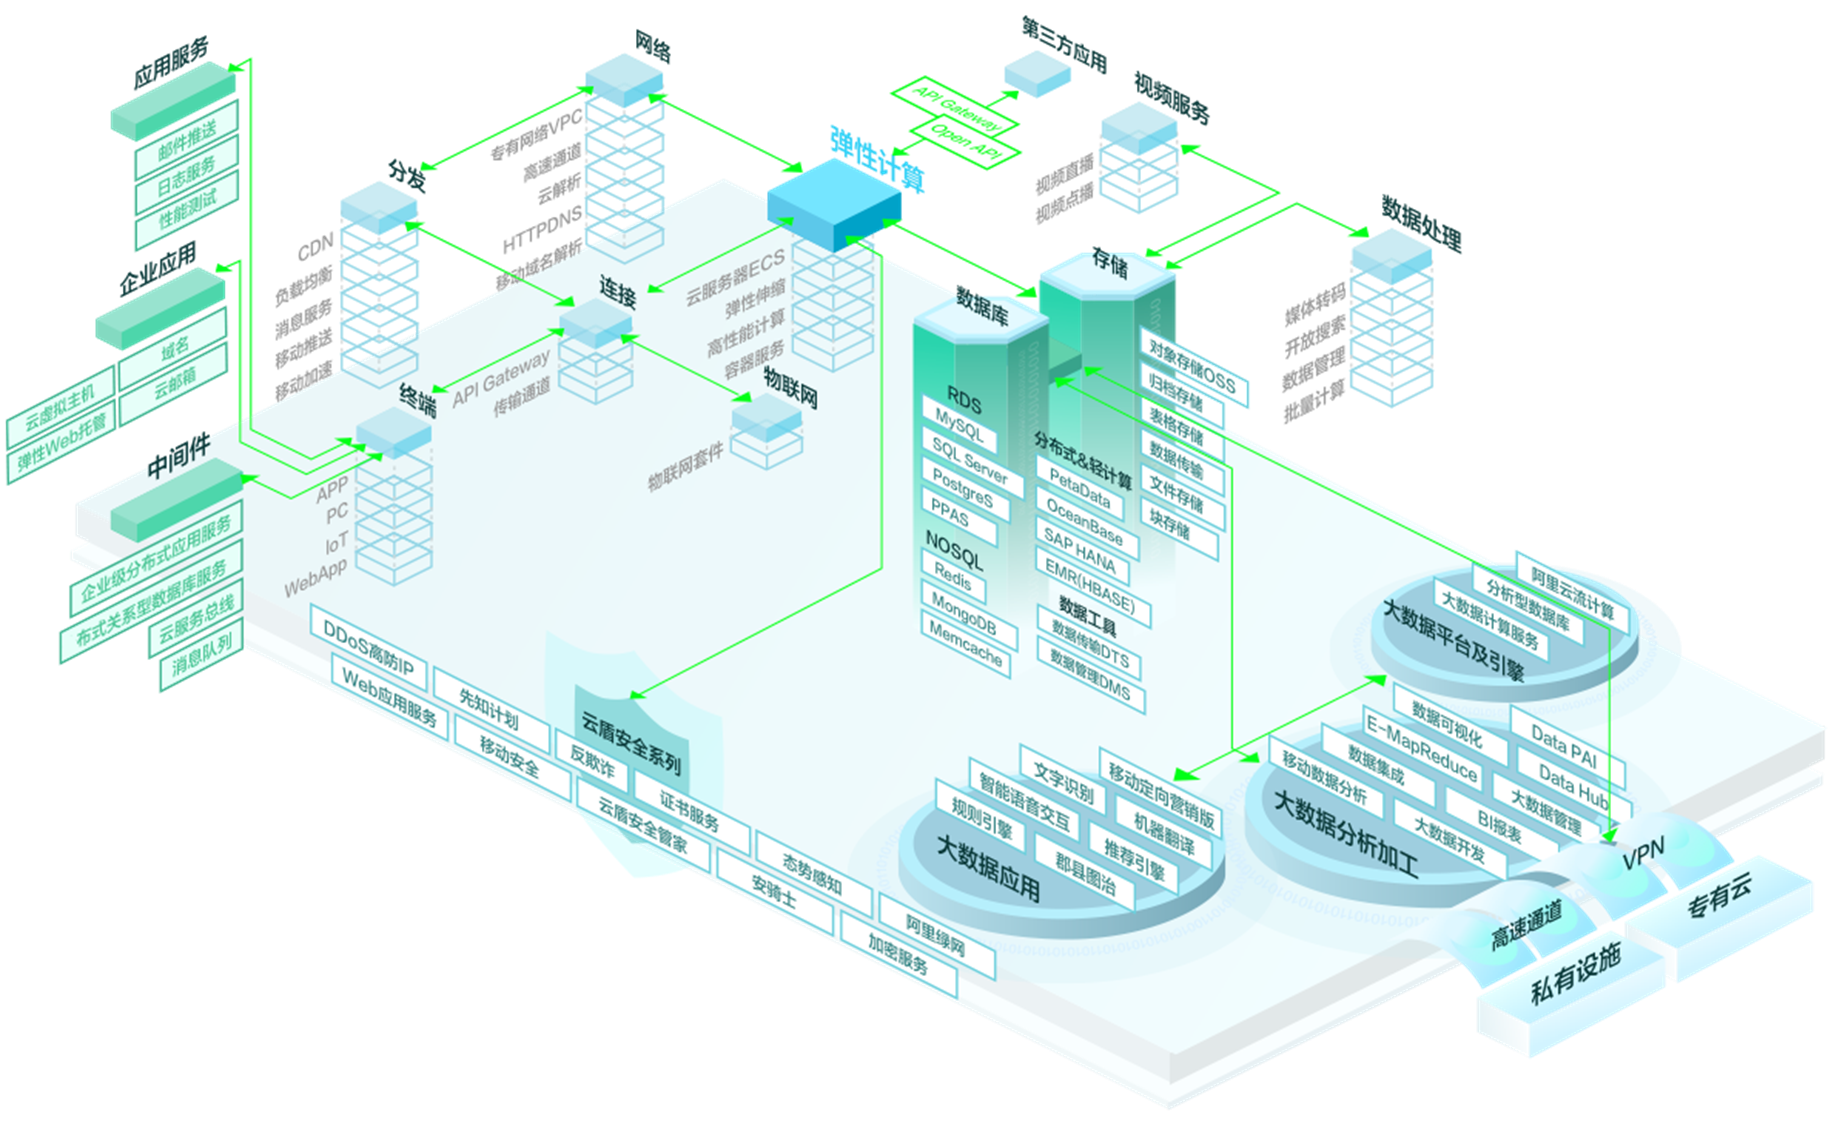 应用服务
邮件推送
日志服务
性能测试
企业应用
域名
云虚拟主机
云邮箱
弹性Web托管
中间件
企业级分布式应用服务
布式关系型数据库服务
云服务总线
消息队列
分发
CDN
负载均衡
消息服务
移动推送
移动加速
终端
APP
PC
IoT
WebApp
网络
专有网络VPC
高速通道
云解析
HTTPDNS
移动域名解析
连接
API Gateway
传输通道
物联网
物联网套件
弹性计算
云服务器ECS
弹性伸缩
高性能计算
容器服务
第三方应用
API Gateway
Open API
视频服务
视频直播
视频点播
数据处理
媒体转码
开放搜索
数据管理
批量计算
存储
对象存储OSS
归档存储
表格存储
数据传输
文件存储
块存储
数据库
RDS
MySQL
SQL Server
PostgreS
PPAS
NOSQL
Redis
MongoDB
Memcache
分布式&轻计算
PetaData
OceanBase
SAP HANA
EMR(HBASE)
数据工具
数据传输DTS
数据管理DMS
云盾安全系列
DDoS高防IP
Web应用服务
先知计划
移动安全
反欺诈
云盾安全管家
证书服务
安骑士
态势感知
加密服务
阿里绿网
大数据平台及引擎
阿里云流计算
分析型数据库
大数据计算服务
大数据分析加工
数据可视化
Data PAI
E-MapReduce
Data Hub
数据集成
大数据管理
移动数据分析
BI报表
大数据开发
大数据应用
移动定向营销版
文字识别
机器翻译
智能语音交互
推荐引擎
规则引擎
郡县图治
VPN
专有云
高速通道
私有设施